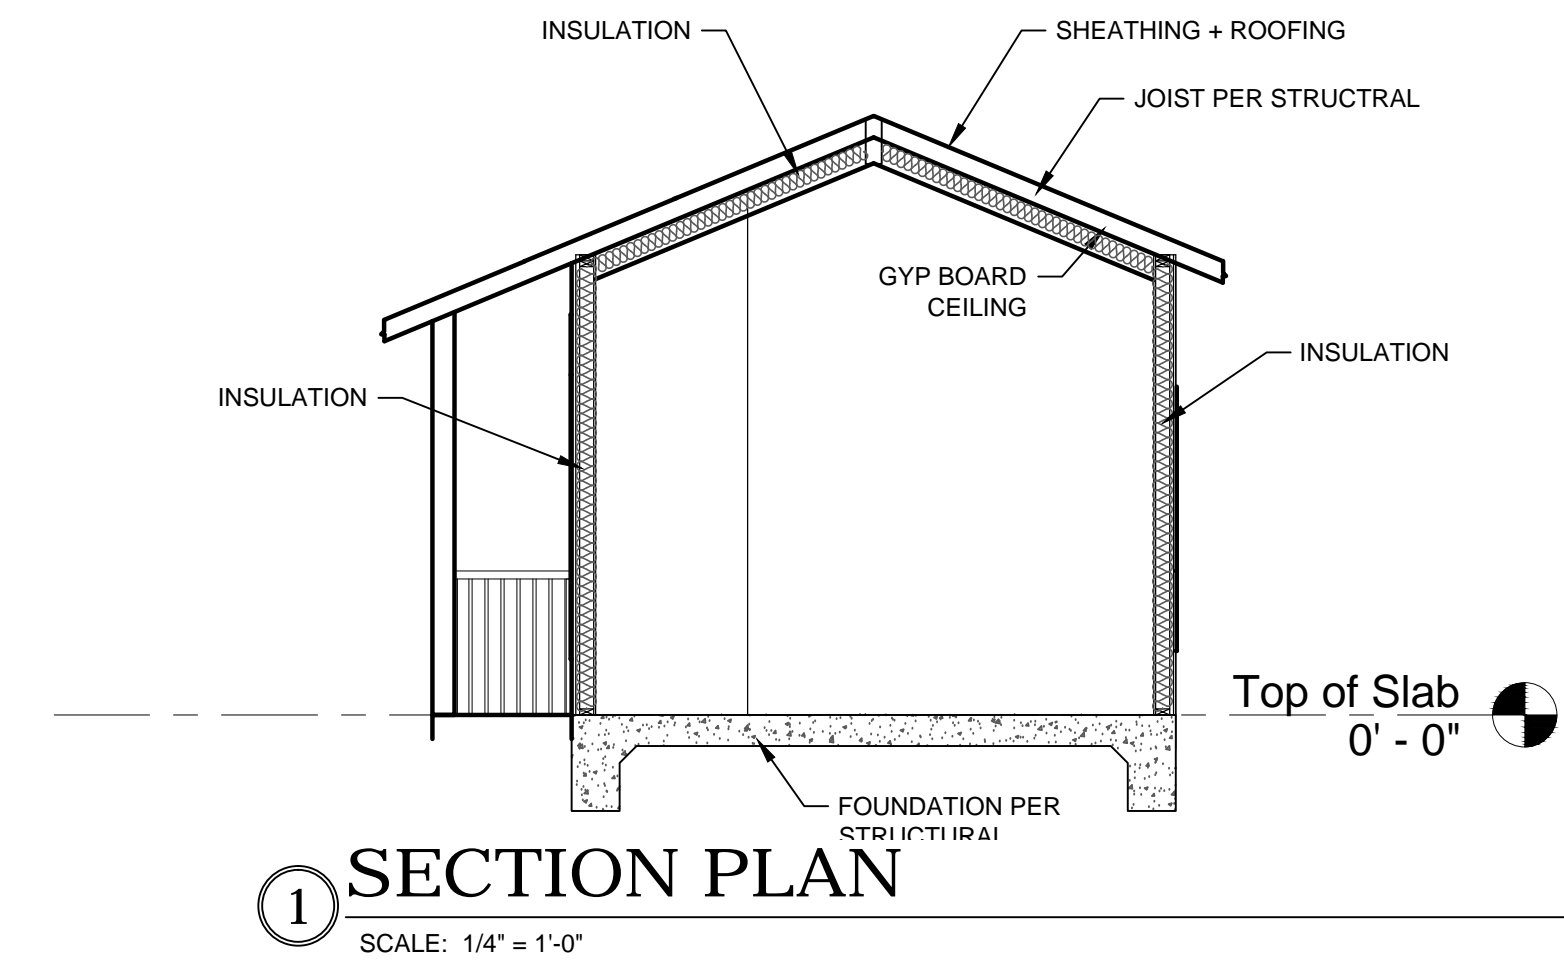 INSULATION
SHEATHING + ROOFING
JOIST PER STRUCTRAL
GYP BOARD
CEILING
INSULATION
INSULATION
Top of Slab
0' - 0"
FOUNDATION PER
STRUCTURAL
1
SECTION PLAN
SCALE: 1/4" = 1'-0"